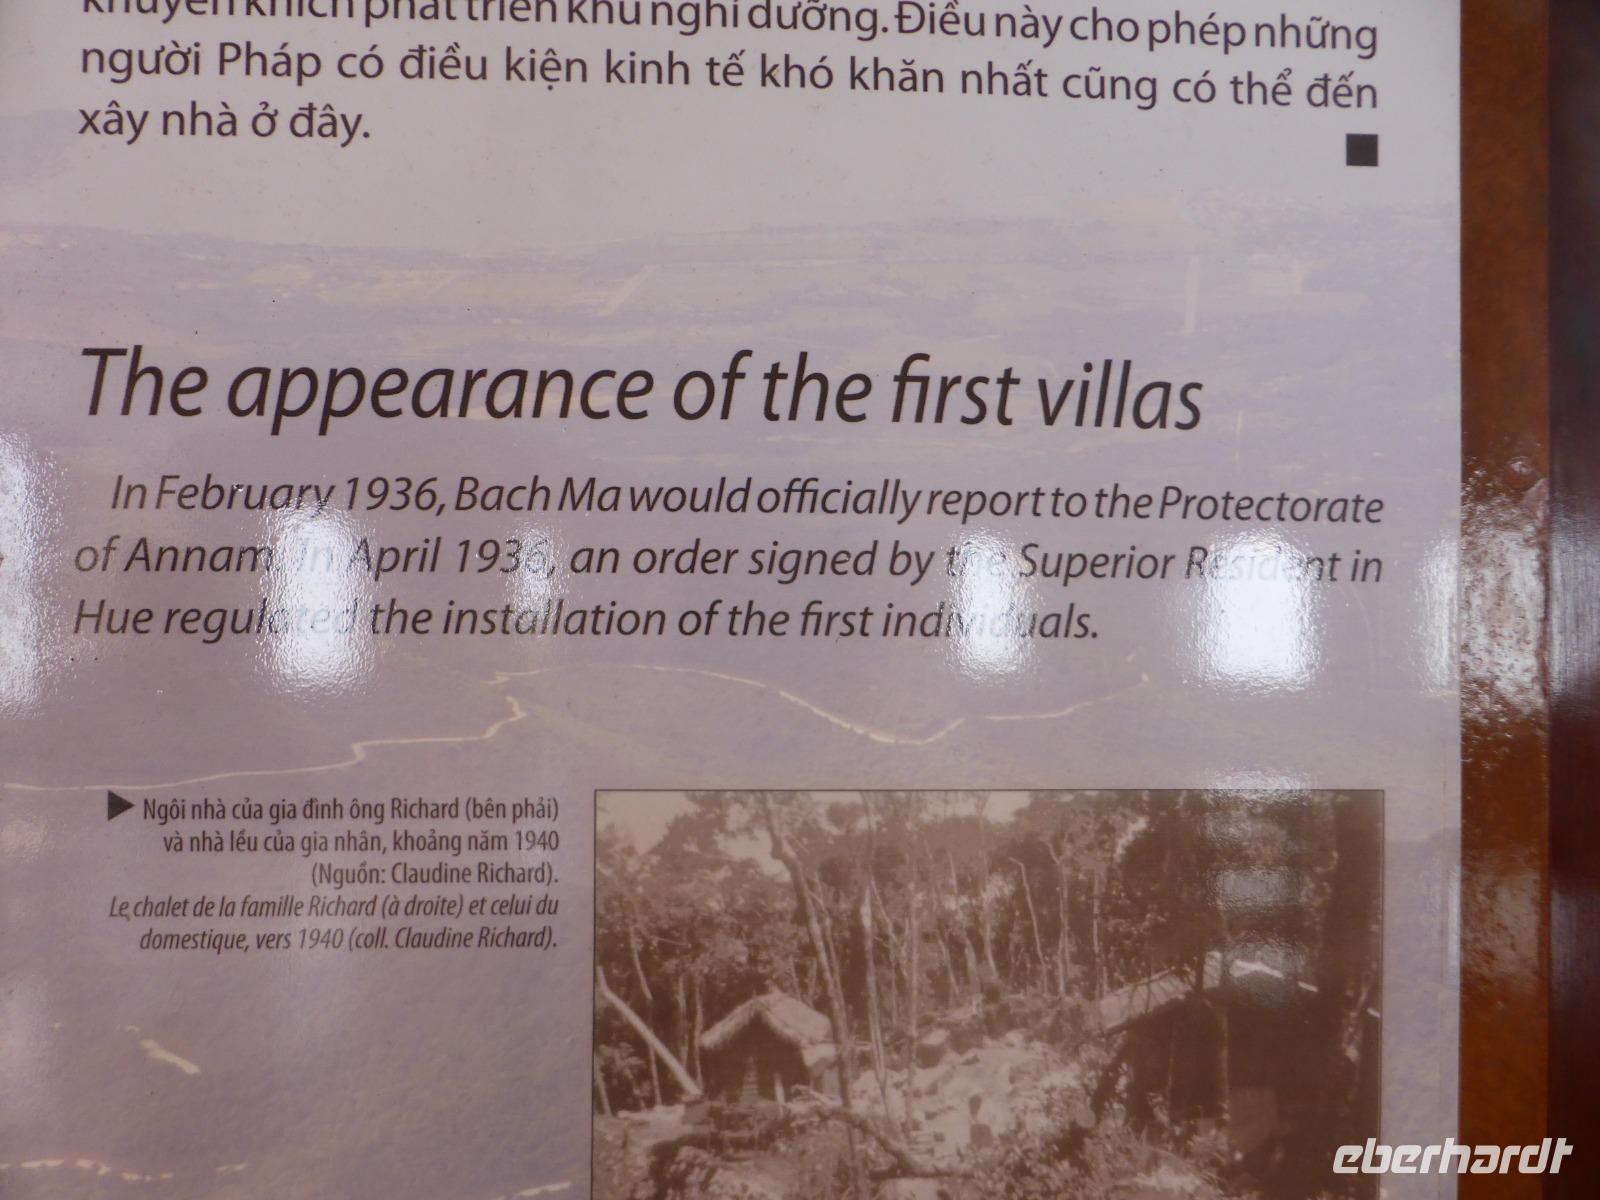 khuyến khích phát triển khu nghỉ dưỡng. Điều này cho phép những
người Pháp có điều kiện kinh tế khó khăn nhất cũng có thể đến
xây nhà ở đây.
The appearance of the first villas
In February 1936, Bach Ma would officially report to the Protectorate
of Annam. In April 1936, an order signed by the Superior Resident in
Hue regulated the installation of the first individuals.
Ngôi nhà của gia đình ông Richard (bên phải)
và nhà lều của gia nhân, khoảng năm 1940
(Nguồn: Claudine Richard).
Le chalet de la famille Richard (à droite) et celui du
domestique, vers 1940 (coll. Claudine Richard).
eberhardt